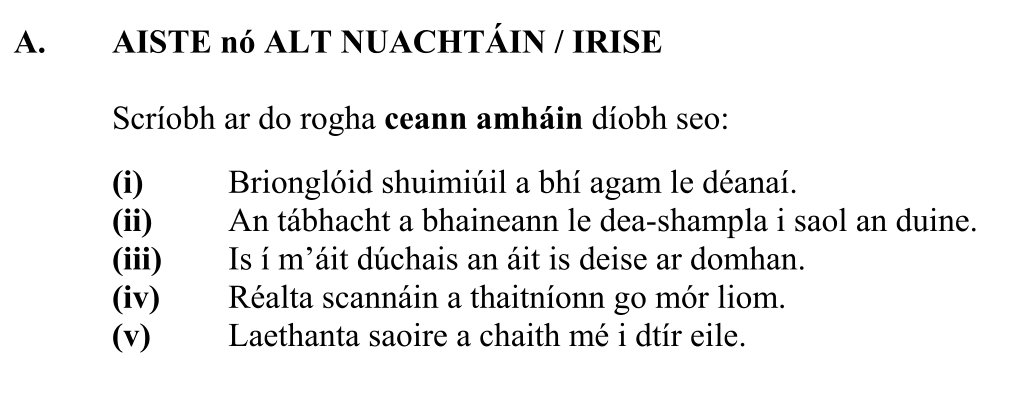 A. AISTE nó ALT NUACHTÁIN / IRISE
Scríobh ar do rogha ceann amháin díobh seo:
(i) Brionglóid shuimiúil a bhí agam le déanaí.
(ii) An tábhacht a bhaineann le dea-shampla i saol an duine.
(iii) Is í m’áit dúchais an áit is deise ar domhan.
(iv) Réalta scannáin a thaitníonn go mór liom.
(v) Laethanta saoire a chaith mé i dtír eile.